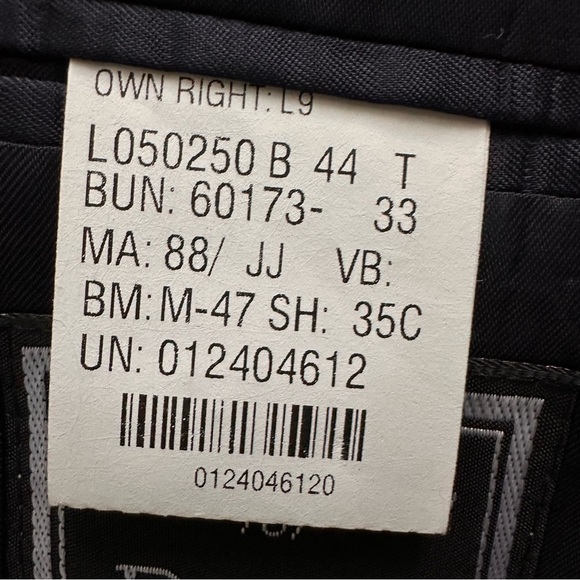 OWN RIGHT: L9
L050250 B 44 T
BUN: 60173- 33
MA: 88/ JJ VB:
BM: M-47 SH: 35C
UN: 012404612
0124046120